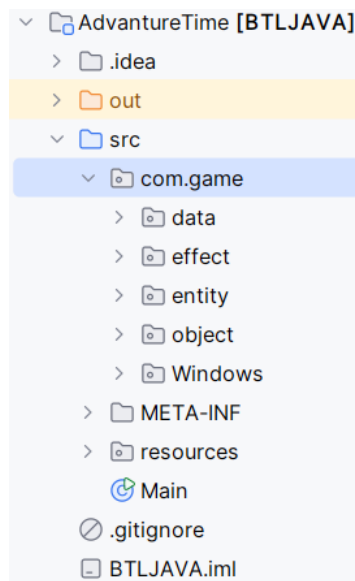 AdvantureTime [BTLJAVA]
.idea
out
src
com.game
data
effect
entity
object
Windows
META-INF
resources
Main
.gitignore
BTLJAVA.iml